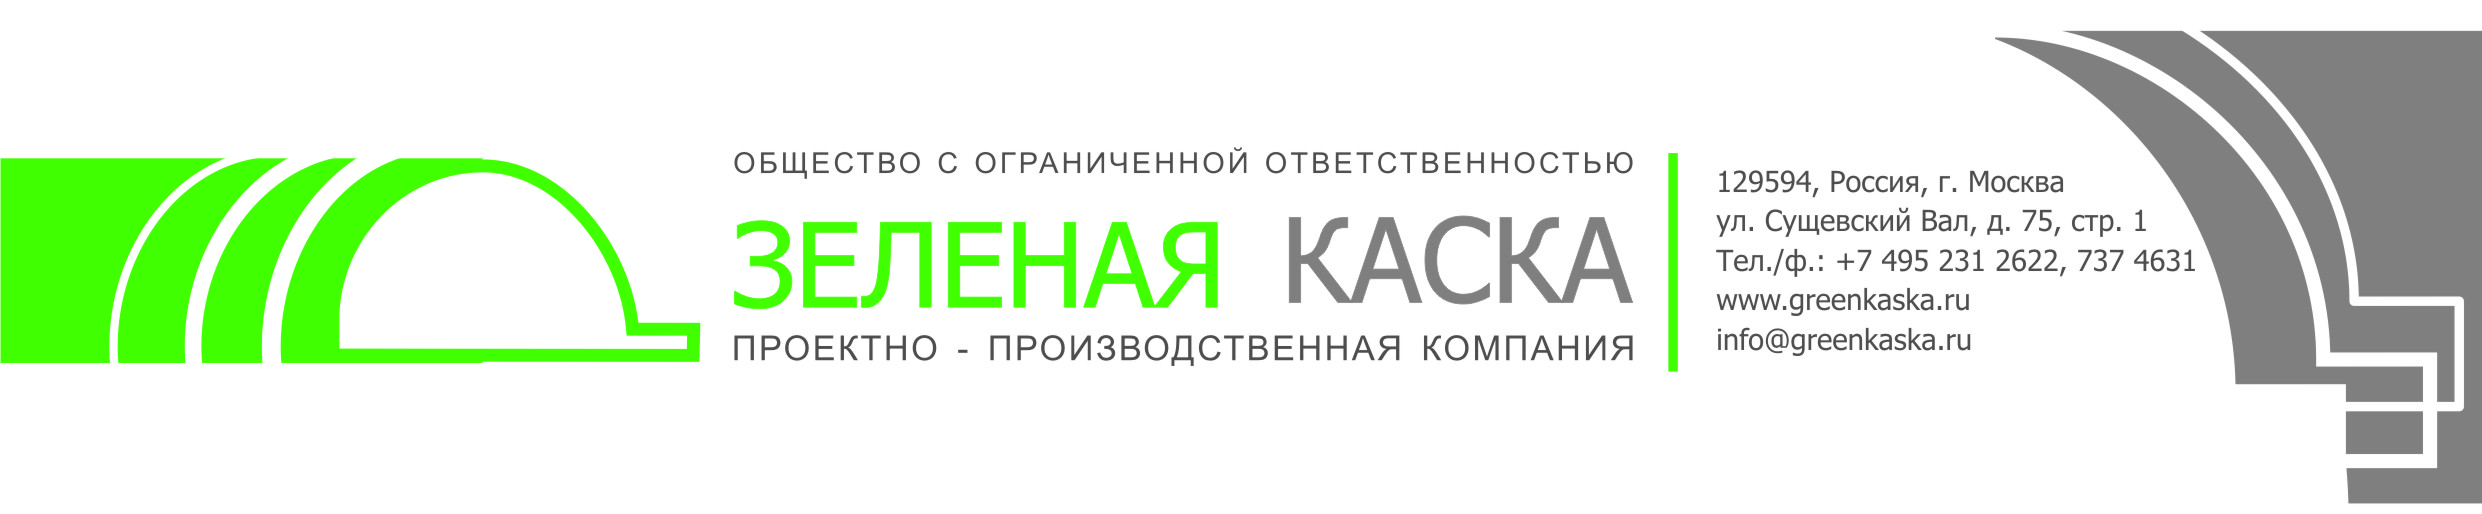 ОБЩЕСТВО С ОГРАНИЧЕННОЙ ОТВЕТСТВЕННОСТЬЮ
ЗЕЛЕНАЯ КАСКА
ПРОЕКТНО - ПРОИЗВОДСТВЕННАЯ КОМПАНИЯ
129594, Россия, г. Москва
ул. Сущевский Вал, д. 75, стр. 1
Тел./ф.: +7 495 231 2622, 737 4631
www.greenkaska.ru
info@greenkaska.ru